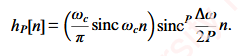 h_P[n] = (ω_c/π sinc ω_c n) sinc^P Δω/2P n.